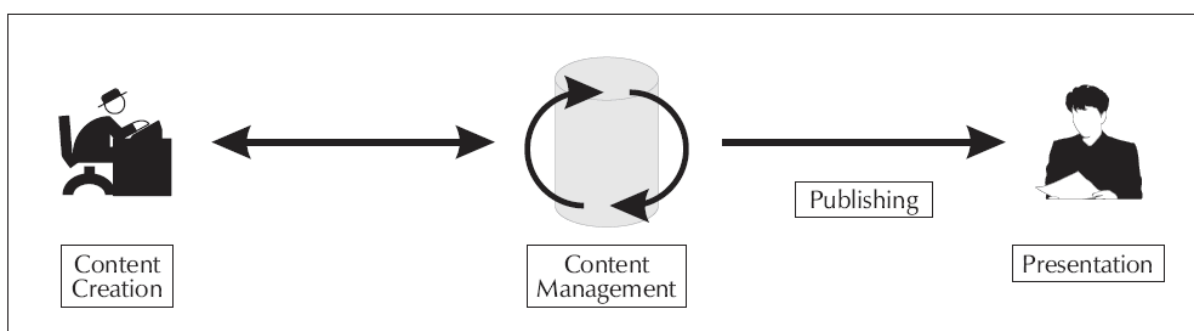 Content
Creation
Content
Management
Publishing
Presentation